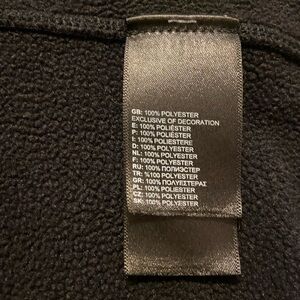 GB: 100% POLYESTER
EXCLUSIVE OF DECORATION
E: 100% POLIÉSTER
P: 100% POLIÉSTER
I: 100% POLIESTERE
D: 100% POLYESTER
NL: 100% POLYESTER
F: 100% POLYESTER
RU: 100% ПОЛИЭСТЕР
TR: %100 POLYESTER
GR: 100% ΠΟΛΥΕΣΤΕΡΑΣ
PL: 100% POLIESTER
CZ: 100% POLYESTER
SK: 100% POLYESTER